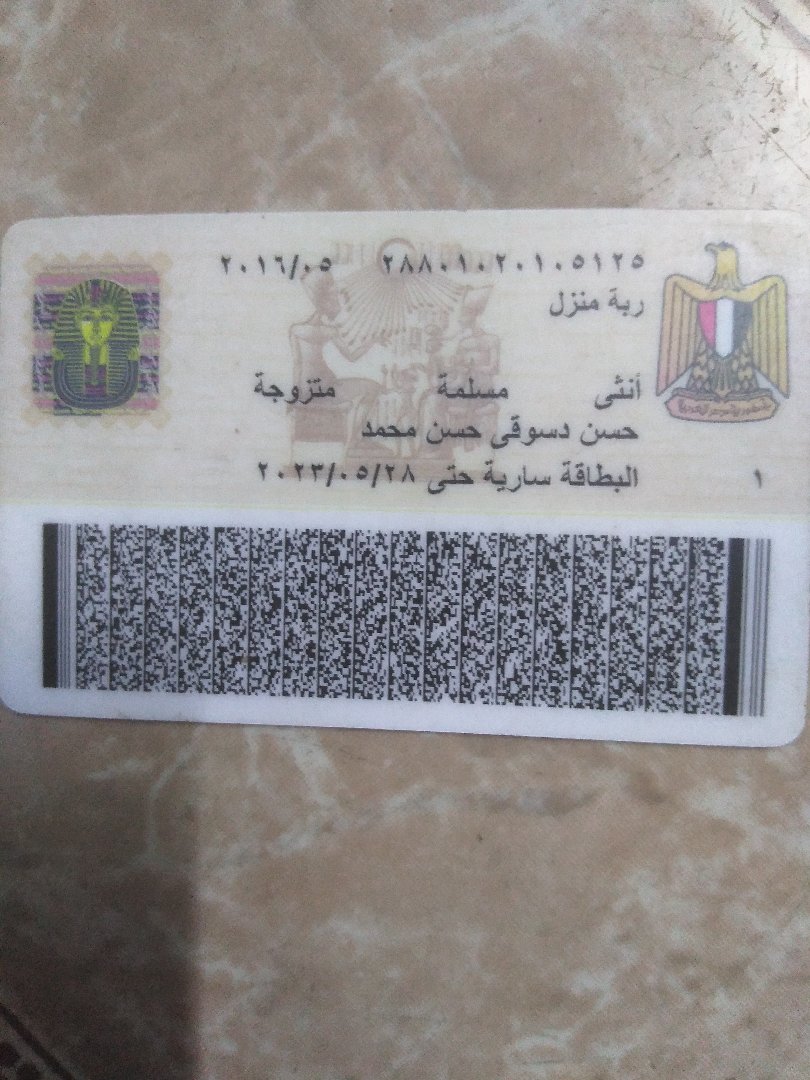 ٢٨٨٠١٠٢٠١٠٥١٢٥ ٢٠١٦/٠٥
ربة منزل
أنثى مسلمة متزوجة
حسن دسوقى حسن محمد
البطاقة سارية حتى ٢٠٢٣/٠٥/٢٨
١